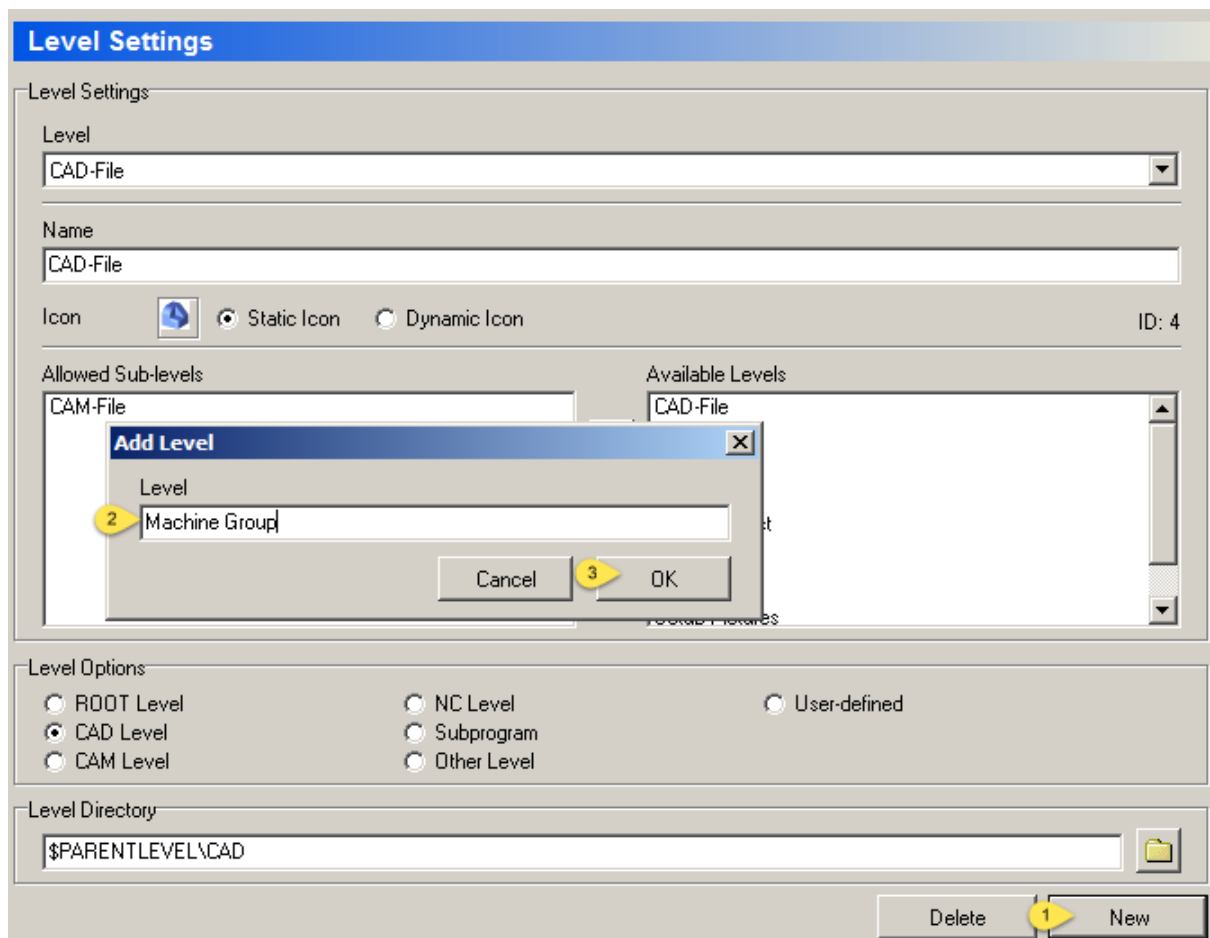 Level Settings
Level Settings
Level
CAD-File
Name
CAD-File
Icon Static Icon Dynamic Icon ID: 4
Allowed Sub-levels Available Levels
CAM-File CAD-File
Add Level
Level
2 Machine Group
Cancel 3 OK
Level Options
ROOT Level NC Level User-defined
CAD Level Subprogram
CAM Level Other Level
Level Directory
$PARENTLEVEL\CAD
Delete 1 New